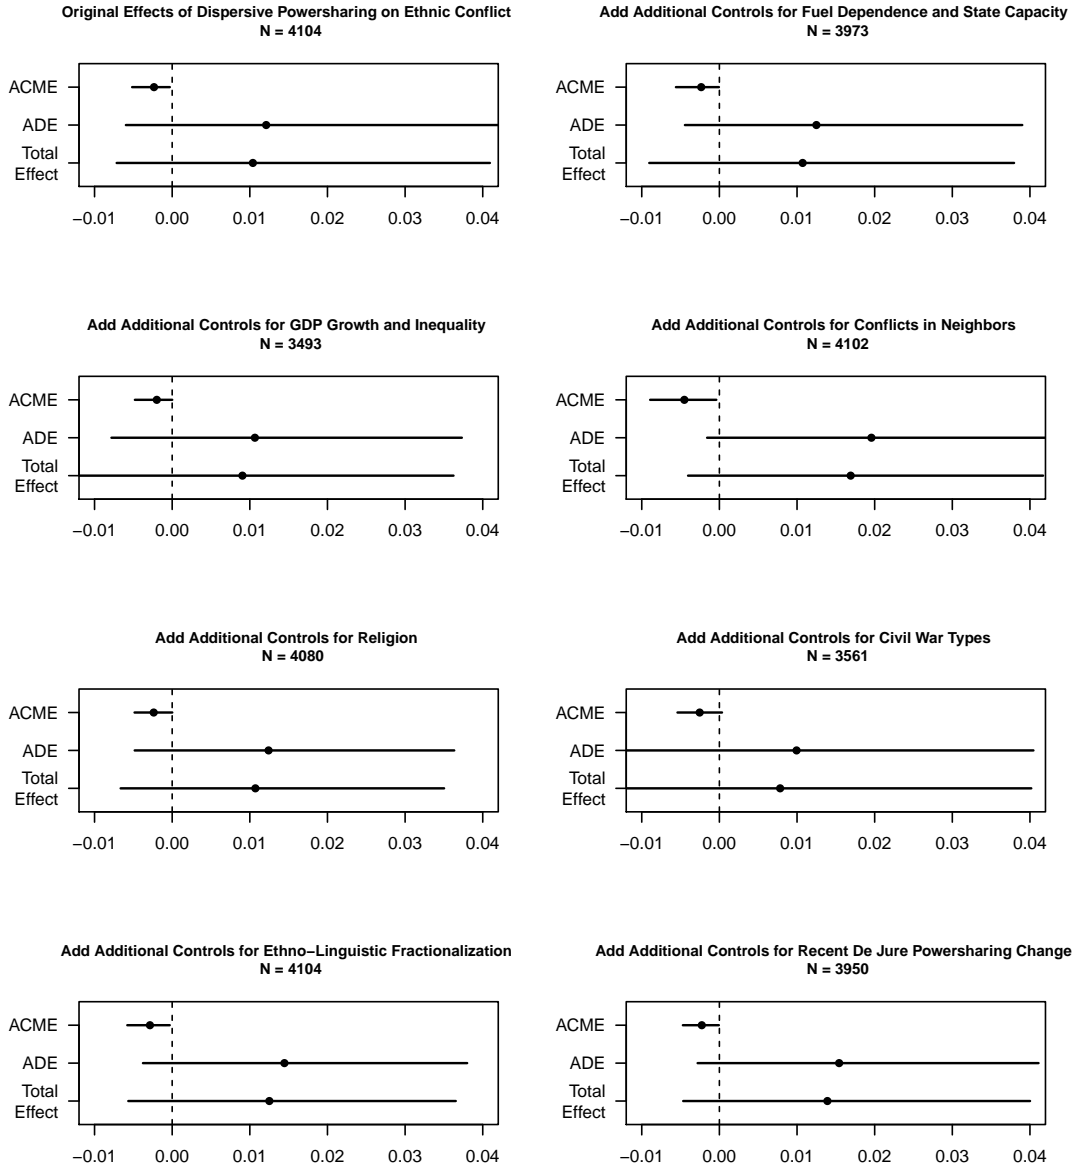 Original Effects of Dispersive Powersharing on Ethnic Conflict
N = 4104
ACME
ADE
Total
Effect
−0.01 0.00 0.01 0.02 0.03 0.04
Add Additional Controls for Fuel Dependence and State Capacity
N = 3973
ACME
ADE
Total
Effect
−0.01 0.00 0.01 0.02 0.03 0.04
Add Additional Controls for GDP Growth and Inequality
N = 3493
ACME
ADE
Total
Effect
−0.01 0.00 0.01 0.02 0.03 0.04
Add Additional Controls for Conflicts in Neighbors
N = 4102
ACME
ADE
Total
Effect
−0.01 0.00 0.01 0.02 0.03 0.04
Add Additional Controls for Religion
N = 4080
ACME
ADE
Total
Effect
−0.01 0.00 0.01 0.02 0.03 0.04
Add Additional Controls for Civil War Types
N = 3561
ACME
ADE
Total
Effect
−0.01 0.00 0.01 0.02 0.03 0.04
Add Additional Controls for Ethno−Linguistic Fractionalization
N = 4104
ACME
ADE
Total
Effect
−0.01 0.00 0.01 0.02 0.03 0.04
Add Additional Controls for Recent De Jure Powersharing Change
N = 3950
ACME
ADE
Total
Effect
−0.01 0.00 0.01 0.02 0.03 0.04